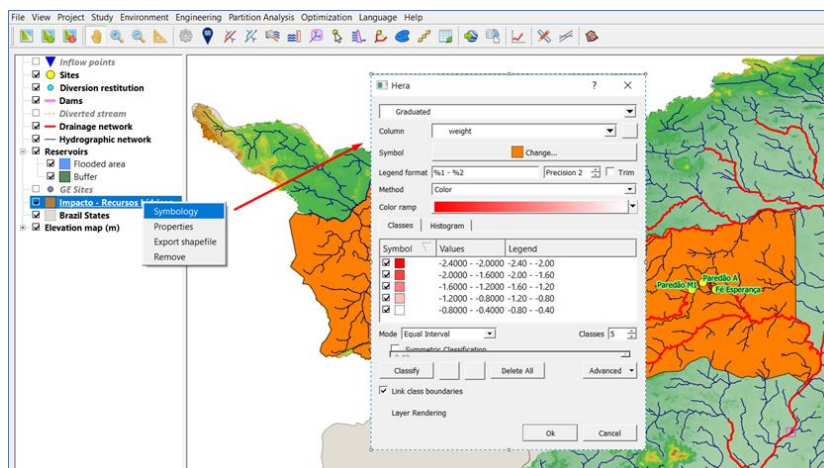 File View Project Study Environment Engineering Partition Analysis Optimization Language Help
Inflow points
Sites
Diversion restitution
Dams
Diverted stream
Drainage network
Hydrographic network
Reservoirs
Flooded area
Buffer
GE Sites
Impacto - Recursos
Brazil States
Elevation map (m)
Symbology
Properties
Export shapefile
Remove
Hera ?
Graduated
Column weight
Symbol Change...
Legend format %1 - %2 Precision 2 Trim
Method Color
Color ramp
Classes Histogram
Symbol Values Legend
-2.4000 - -2.0000 -2.40 - -2.00
-2.0000 - -1.6000 -2.00 - -1.60
-1.6000 - -1.2000 -1.60 - -1.20
-1.2000 - -0.8000 -1.20 - -0.80
-0.8000 - -0.4000 -0.80 - -0.40
Mode Equal Interval Classes 5
Symmetric Classification
Classify Delete All Advanced
Link class boundaries
Layer Rendering
Ok Cancel
Paredão A
Paredão M1 Fé Esperança